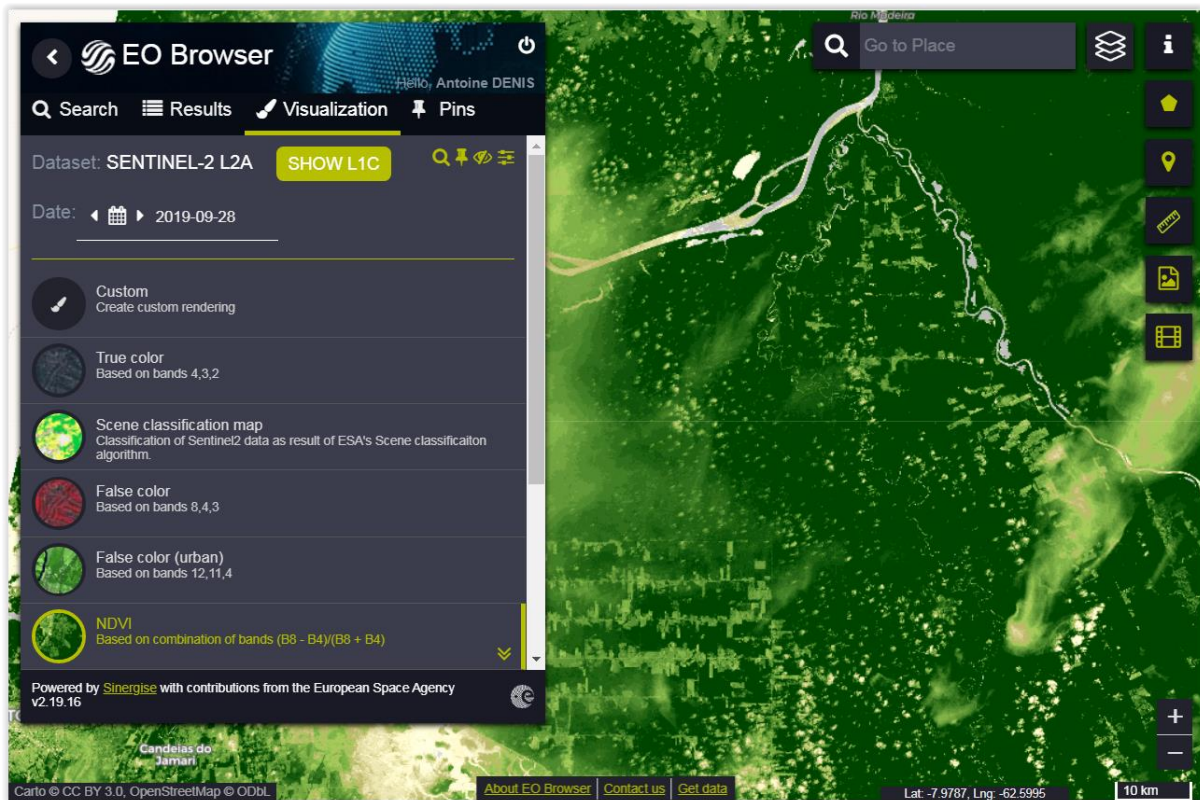 Rio Madeira
EO Browser
Hello, Antoine DENIS
Search Results Visualization Pins
Dataset: SENTINEL-2 L2A SHOW L1C
Date: 2019-09-28
Custom
Create custom rendering
True color
Based on bands 4,3,2
Scene classification map
Classification of Sentinel2 data as result of ESA's Scene classificaiton
algorithm.
False color
Based on bands 8,4,3
False color (urban)
Based on bands 12,11,4
NDVI
Based on combination of bands (B8 - B4)/(B8 + B4)
Powered by Sinergise with contributions from the European Space Agency
v2.19.16
Go to Place
Candeias do
Jamari
Carto © CC BY 3.0, OpenStreetMap © ODbL
About EO Browser Contact us Get data
Lat: -7.9787, Lng: -62.5995
10 km